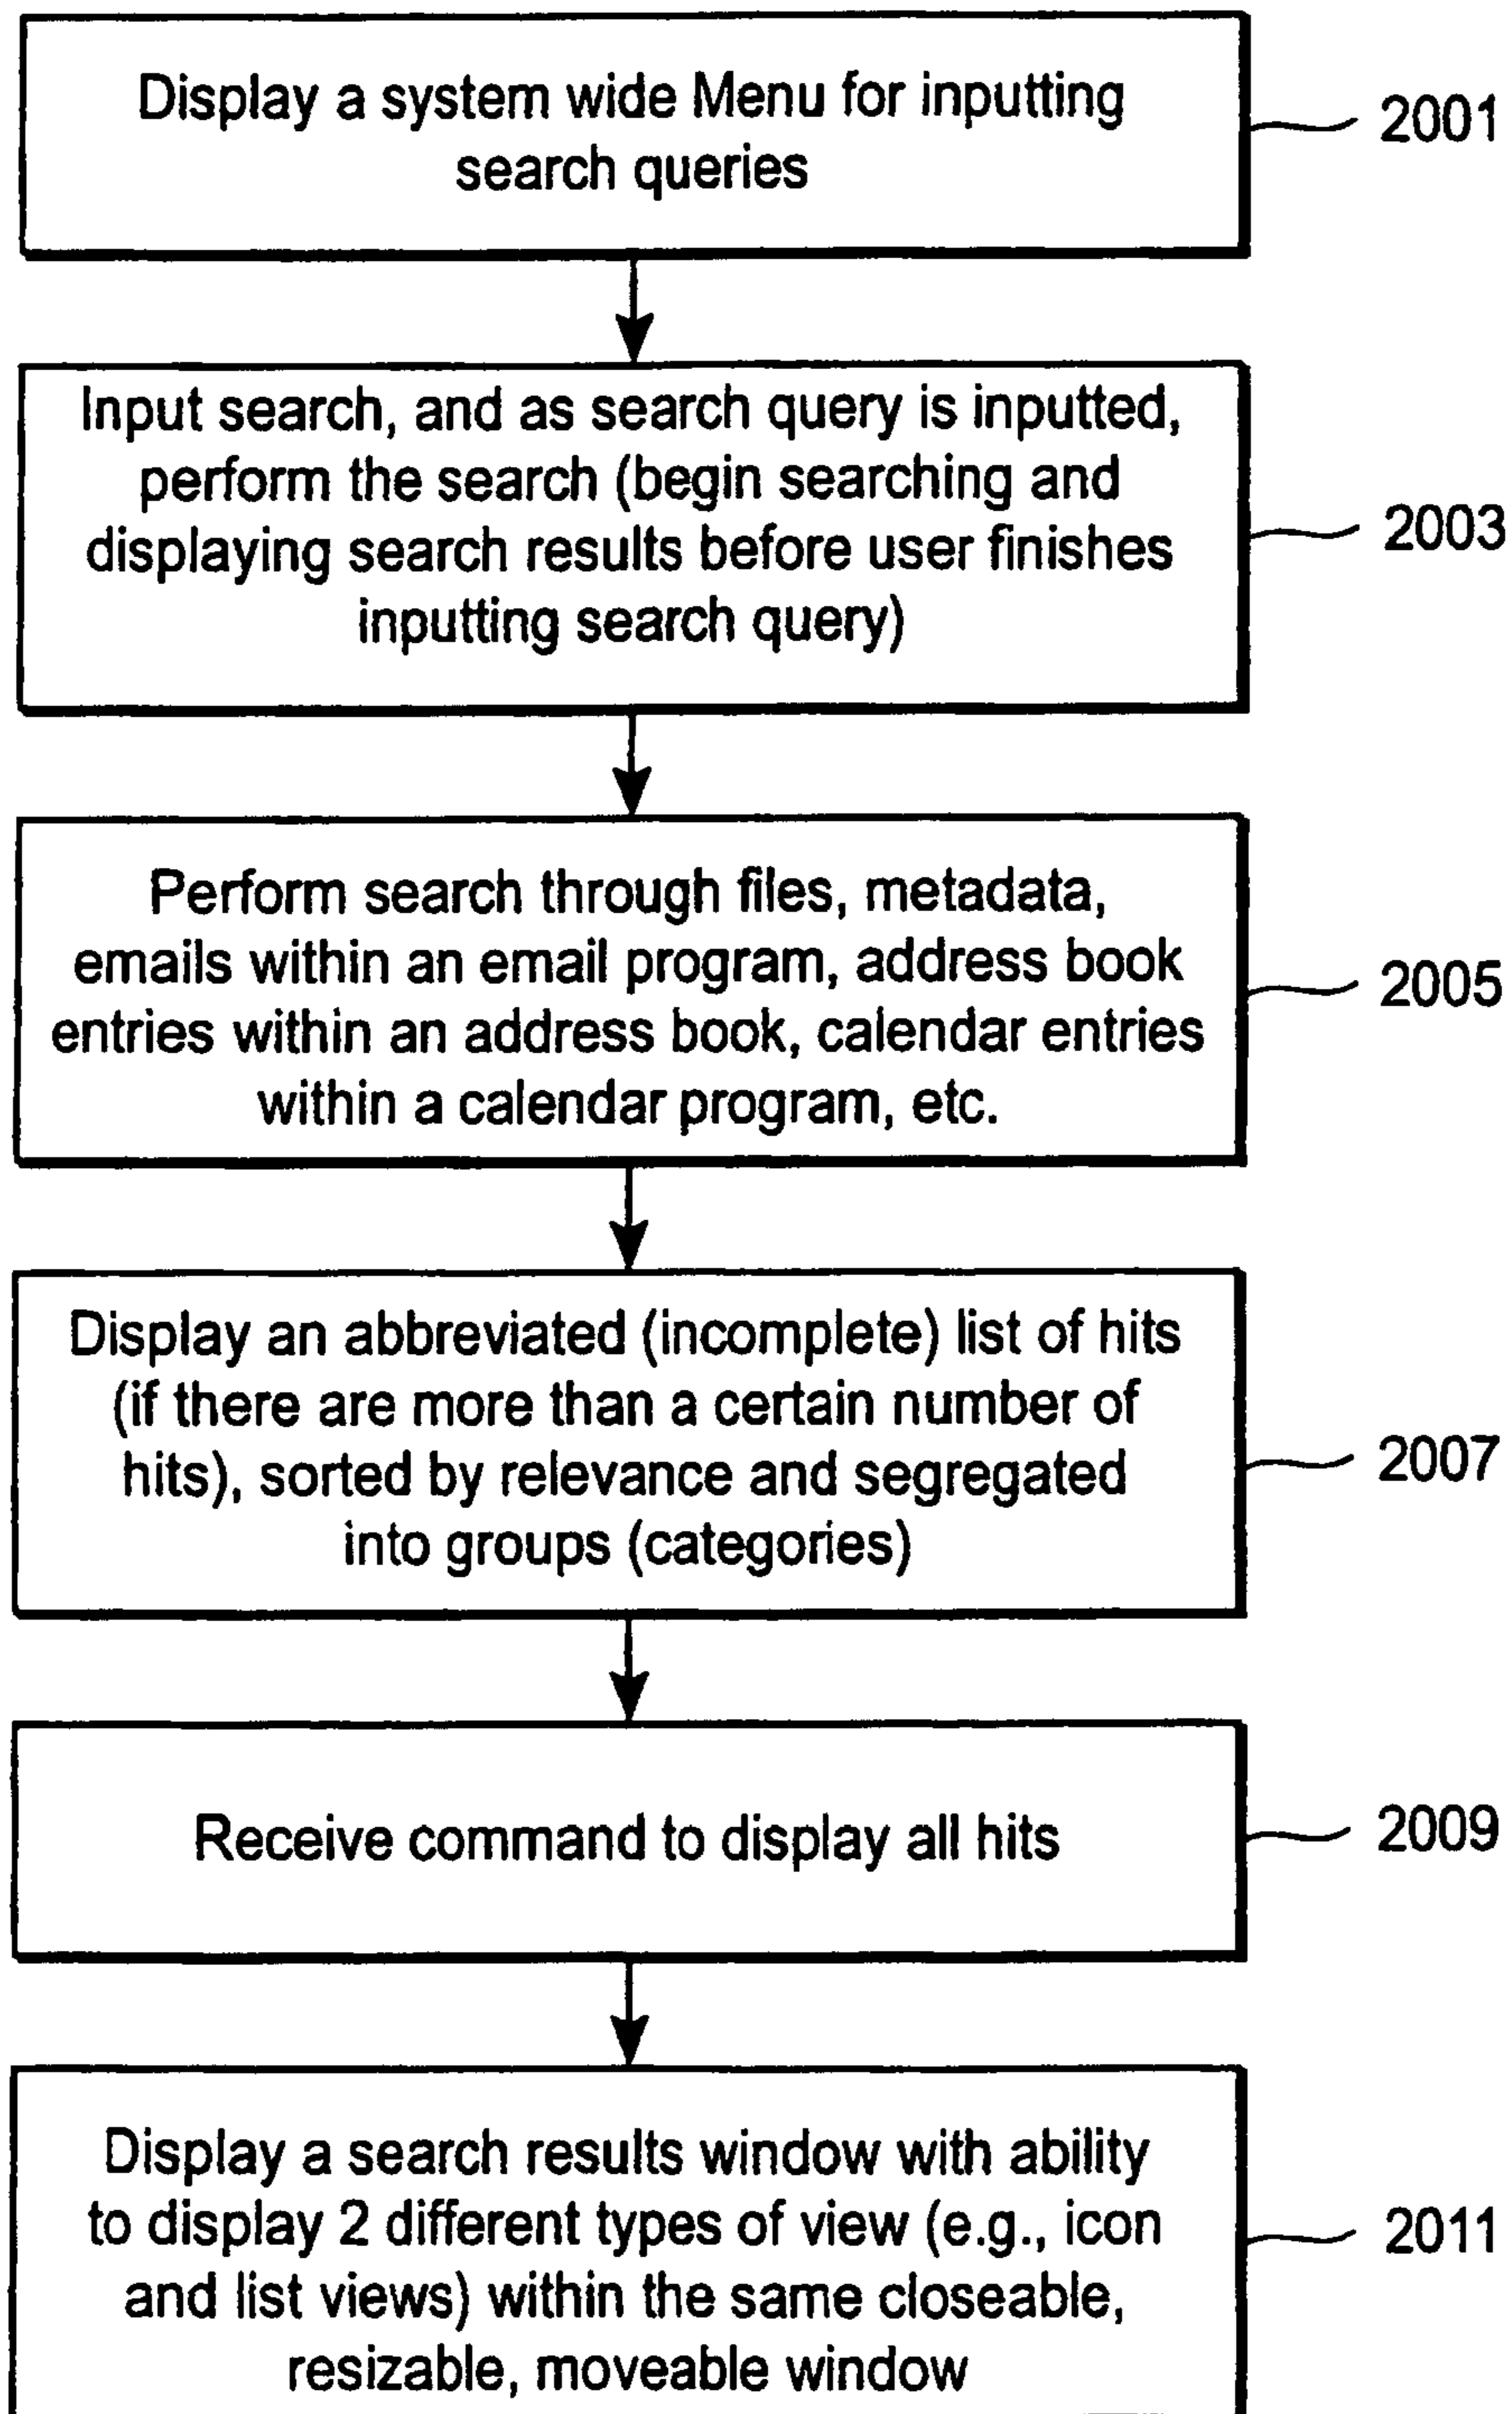 Display a system wide Menu for inputting
search queries
2001
Input search, and as search query is inputted,
perform the search (begin searching and
displaying search results before user finishes
inputting search query)
2003
Perform search through files, metadata,
emails within an email program, address book
entries within an address book, calendar entries
within a calendar program, etc.
2005
Display an abbreviated (incomplete) list of hits
(if there are more than a certain number of
hits), sorted by relevance and segregated
into groups (categories)
2007
Receive command to display all hits
2009
Display a search results window with ability
to display 2 different types of view (e.g., icon
and list views) within the same closeable,
resizable, moveable window
2011